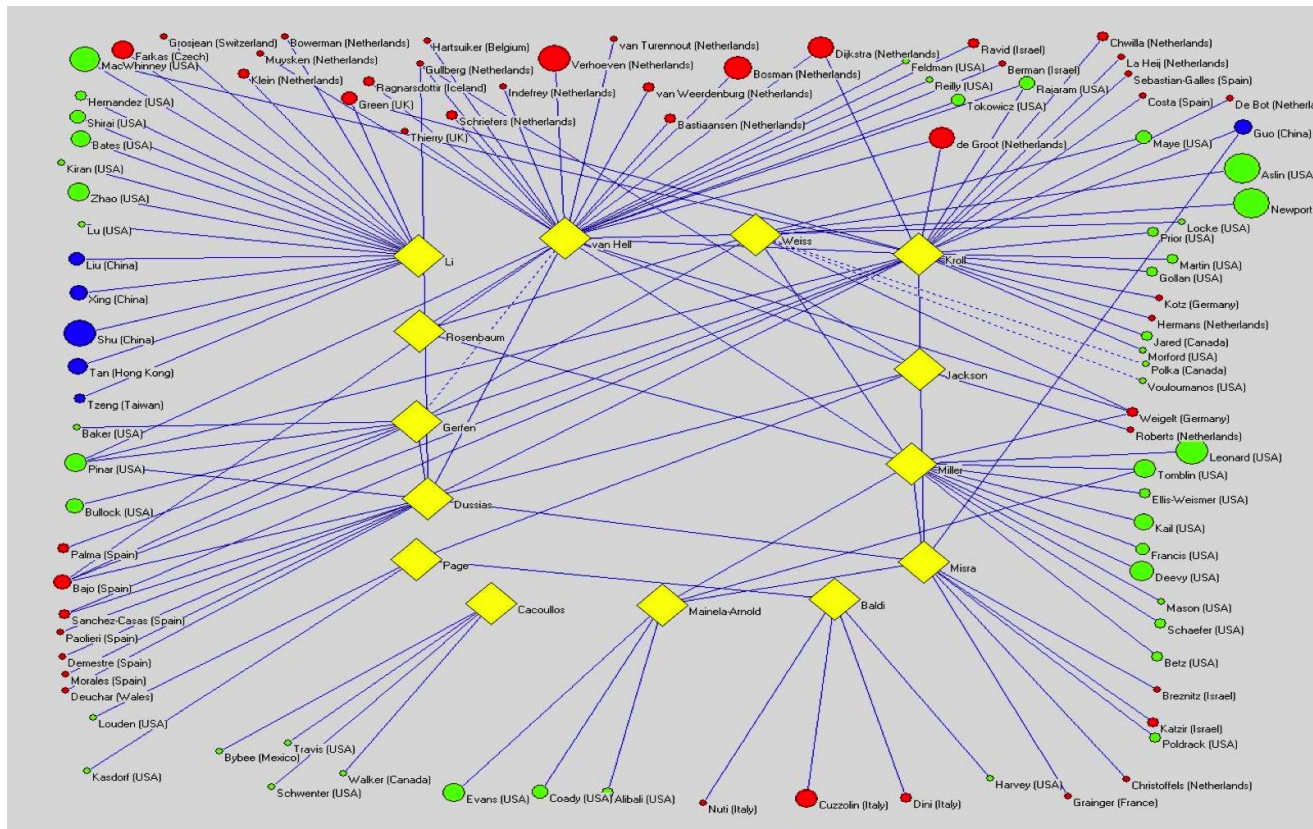 Grosjean (Switzerland)
Bowerman (Netherlands)
Farkas (Czech)
Muysken (Netherlands)
MacWhinney (USA)
Klein (Netherlands)
Hartsuiker (Belgium)
Gullberg (Netherlands)
van Turennout (Netherlands)
Verhoeven (Netherlands)
Dijkstra (Netherlands)
Ravid (Israel)
Feldman (USA)
Chwilla (Netherlands)
La Heij (Netherlands)
Bosman (Netherlands)
Berman (Israel)
Sebastian-Galles (Spain)
Hernandez (USA)
Ragnarsdottir (Iceland)
Indefrey (Netherlands)
van Weerdenburg (Netherlands)
Reilly (USA)
Rajaram (USA)
Costa (Spain)
De Bot (Netherla
Green (UK)
Tokowicz (USA)
Shirai (USA)
Schriefers (Netherlands)
Bastiaansen (Netherlands)
Guo (China)
Thierry (UK)
de Groot (Netherlands)
Maye (USA)
Bates (USA)
Kiran (USA)
Aslin (USA
Zhao (USA)
Newport
Lu (USA)
Locke (USA)
Prior (USA)
van Hell
Weiss
Kroll
Li
Liu (China)
Martin (USA)
Gollan (USA)
Xing (China)
Kotz (Germany)
Hermans (Netherlands)
Shu (China)
Rosenbaum
Jared (Canada)
Morford (USA)
Tan (Hong Kong)
Jackson
Polka (Canada)
Vouloumanos (USA)
Tzeng (Taiwan)
Weigelt (Germany)
Baker (USA)
Gerfen
Roberts (Netherlands)
Leonard (USA)
Pinar (USA)
Miller
Tomblin (USA)
Ellis-Weismer (USA)
Bullock (USA)
Dussias
Kail (USA)
Palma (Spain)
Francis (USA)
Page
Misra
Deevy (USA)
Bajo (Spain)
Cacoullos
Mainela-Arnold
Baldi
Mason (USA)
Sanchez-Casas (Spain)
Schaefer (USA)
Paolieri (Spain)
Demestre (Spain)
Betz (USA)
Morales (Spain)
Deuchar (Wales)
Breznitz (Israel)
Louden (USA)
Katzir (Israel)
Poldrack (USA)
Travis (USA)
Bybee (Mexico)
Kasdorf (USA)
Walker (Canada)
Schwenter (USA)
Christoffels (Netherlands)
Harvey (USA)
Grainger (France)
Evans (USA)
Coady (USA)
Alibali (USA)
Nuti (Italy)
Cuzzolin (Italy)
Dini (Italy)